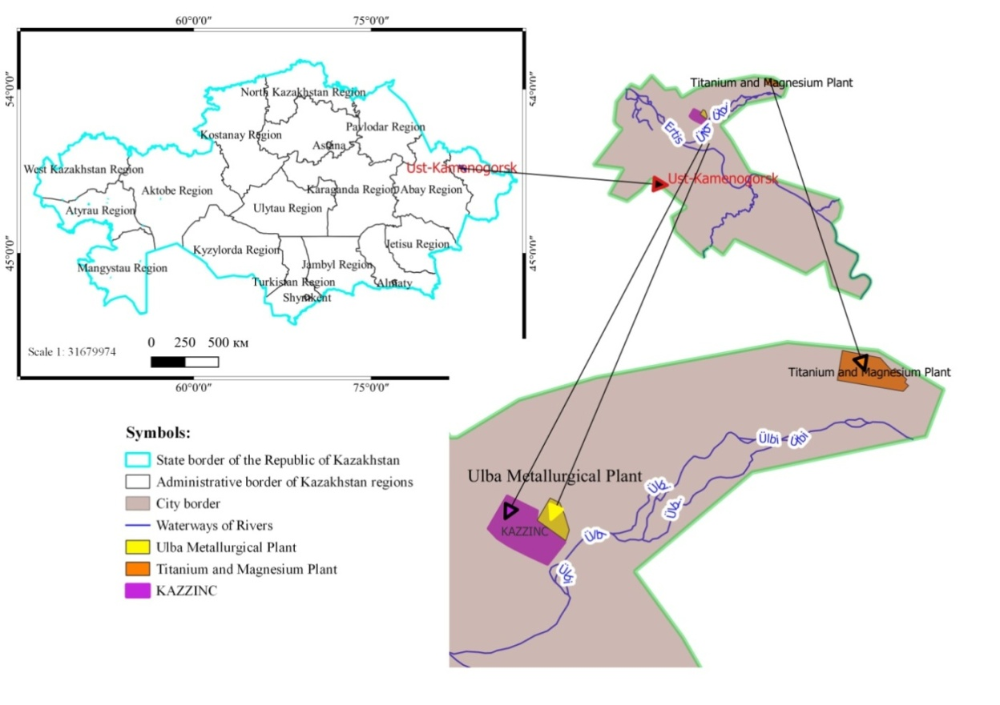 60°0'0"
75°0'0"
54°0'0"
54°0'0"
45°0'0"
45°0'0"
North Kazakhstan Region
Pavlodar Region
Kostanay Region
Astana
West Kazakhstan Region
Ust-Kamenogorsk
Aktobe Region
Karaganda Region
Abay Region
Atyrau Region
Ulytau Region
Jetisu Region
Kyzylorda Region
Mangystau Region
Jambyl Region
Turkistan Region
Almaty
Shymkent
0 250 500 км
Scale 1: 31679974
60°0'0"
75°0'0"
Titanium and Magnesium Plant
Ertis
Ülb
Ülbi
Ust-Kamenogorsk
Titanium and Magnesium Plant
Ülbi
Ülbi
Ulba Metallurgical Plant
Ülb
Ülb
KAZZINC
Ülb
Ülbi
Symbols:
State border of the Republic of Kazakhstan
Administrative border of Kazakhstan regions
City border
Waterways of Rivers
Ulba Metallurgical Plant
Titanium and Magnesium Plant
KAZZINC